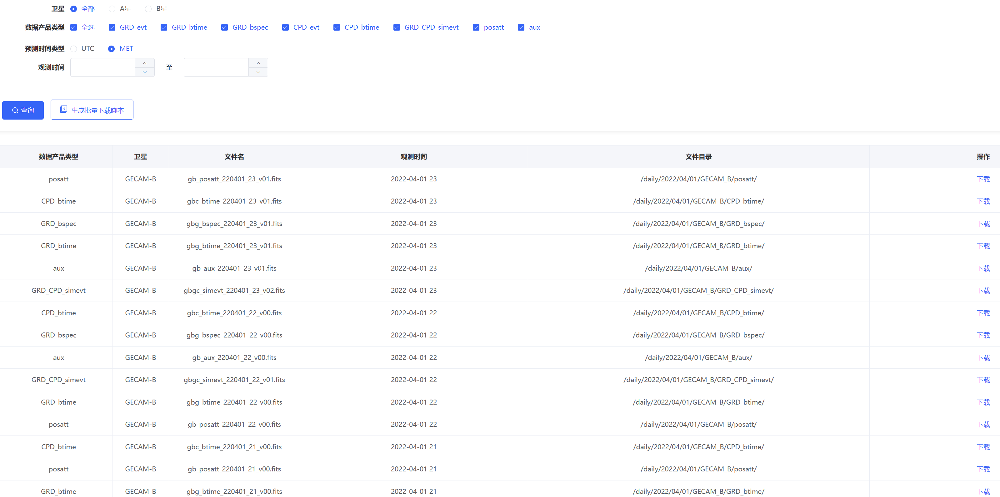 卫星 全部 A星 B星
数据产品类型 全选 GRD_evt GRD_btime GRD_bspec CPD_evt CPD_btime GRD_CPD_simevt posatt aux
预测时间类型 UTC MET
观测时间 至
查询 生成批量下载脚本
数据产品类型 卫星 文件名 观测时间 文件目录 操作
posatt GECAM-B gb_posatt_220401_23_v01.fits 2022-04-01 23 /daily/2022/04/01/GECAM_B/posatt/ 下载
CPD_btime GECAM-B gbc_btime_220401_23_v01.fits 2022-04-01 23 /daily/2022/04/01/GECAM_B/CPD_btime/ 下载
GRD_bspec GECAM-B gbg_bspec_220401_23_v01.fits 2022-04-01 23 /daily/2022/04/01/GECAM_B/GRD_bspec/ 下载
GRD_btime GECAM-B gbg_btime_220401_23_v01.fits 2022-04-01 23 /daily/2022/04/01/GECAM_B/GRD_btime/ 下载
aux GECAM-B gb_aux_220401_23_v01.fits 2022-04-01 23 /daily/2022/04/01/GECAM_B/aux/ 下载
GRD_CPD_simevt GECAM-B gbgc_simevt_220401_23_v02.fits 2022-04-01 23 /daily/2022/04/01/GECAM_B/GRD_CPD_simevt/ 下载
CPD_btime GECAM-B gbc_btime_220401_22_v00.fits 2022-04-01 22 /daily/2022/04/01/GECAM_B/CPD_btime/ 下载
GRD_bspec GECAM-B gbg_bspec_220401_22_v00.fits 2022-04-01 22 /daily/2022/04/01/GECAM_B/GRD_bspec/ 下载
aux GECAM-B gb_aux_220401_22_v00.fits 2022-04-01 22 /daily/2022/04/01/GECAM_B/aux/ 下载
GRD_CPD_simevt GECAM-B gbgc_simevt_220401_22_v01.fits 2022-04-01 22 /daily/2022/04/01/GECAM_B/GRD_CPD_simevt/ 下载
GRD_btime GECAM-B gbg_btime_220401_22_v00.fits 2022-04-01 22 /daily/2022/04/01/GECAM_B/GRD_btime/ 下载
posatt GECAM-B gb_posatt_220401_22_v00.fits 2022-04-01 22 /daily/2022/04/01/GECAM_B/posatt/ 下载
CPD_btime GECAM-B gbc_btime_220401_21_v00.fits 2022-04-01 21 /daily/2022/04/01/GECAM_B/CPD_btime/ 下载
posatt GECAM-B gb_posatt_220401_21_v00.fits 2022-04-01 21 /daily/2022/04/01/GECAM_B/posatt/ 下载
GRD_btime GECAM-B gbg_btime_220401_21_v00.fits 2022-04-01 21 /daily/2022/04/01/GECAM_B/GRD_btime/ 下载